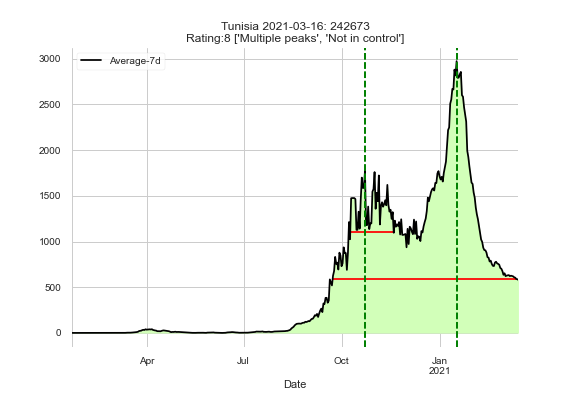 Tunisia 2021-03-16: 242673
Rating:8 ['Multiple peaks', 'Not in control']
Average-7d
3000
2500
2000
1500
1000
500
0
Apr Jul Oct Jan
2021
Date